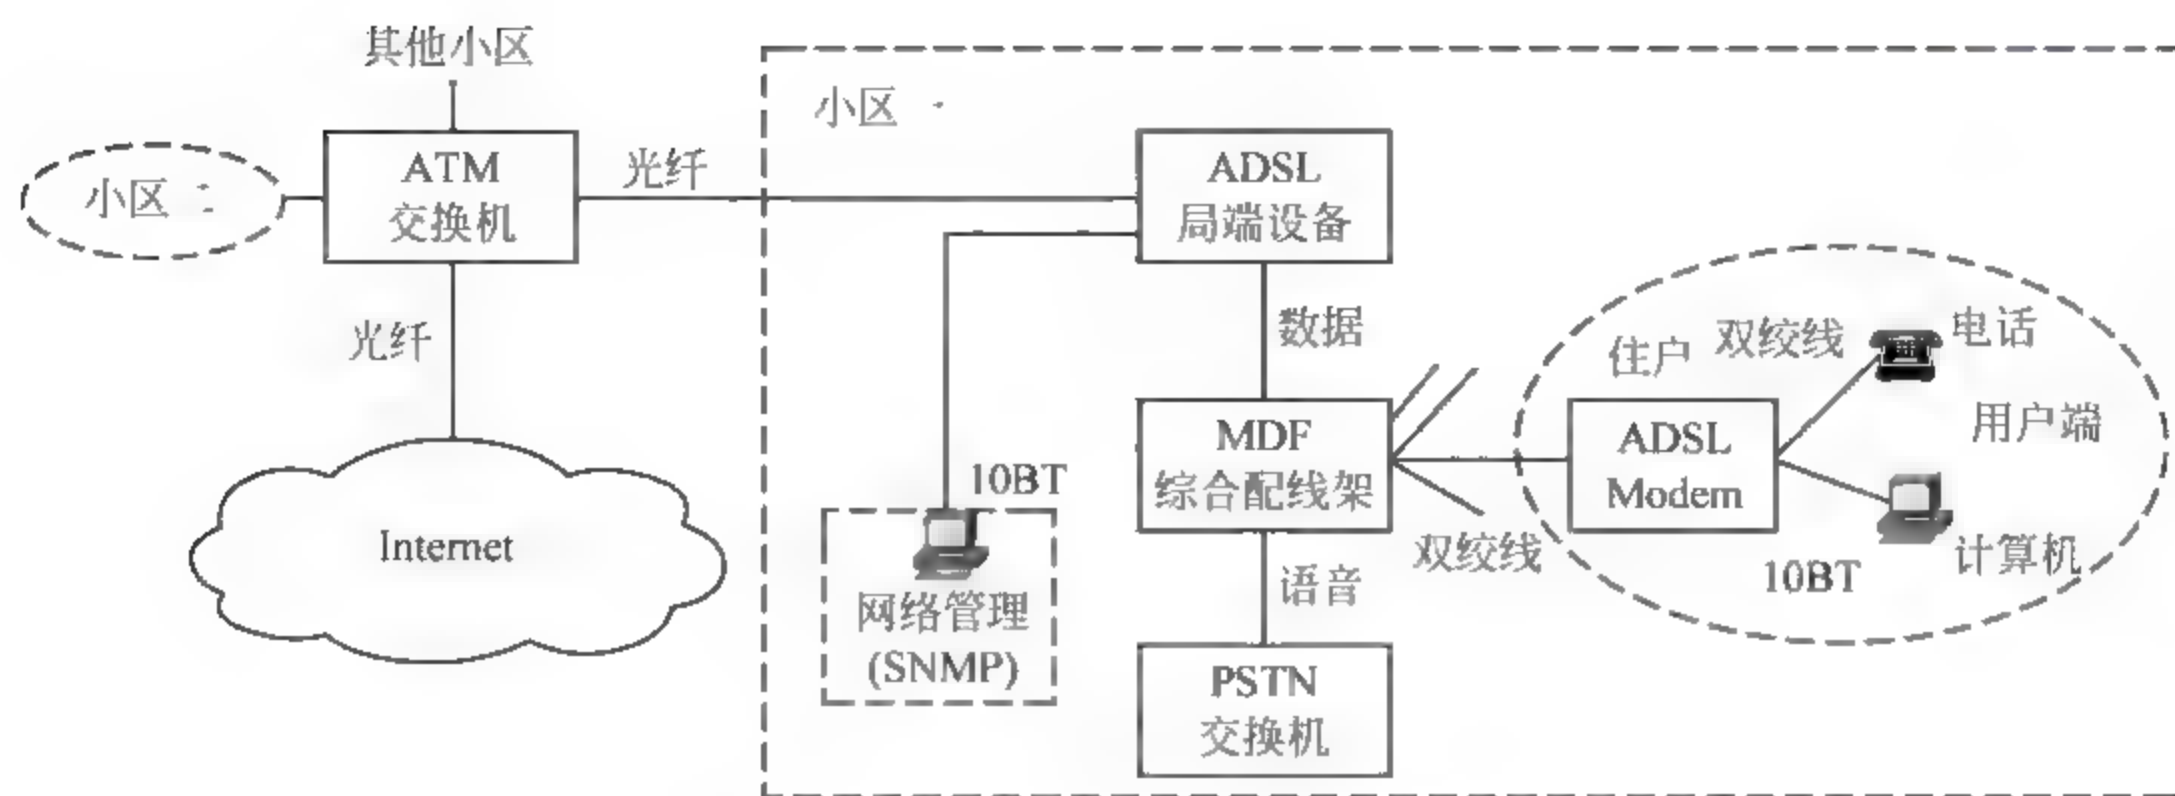 其他小区
小区
小区
ATM
交换机
光纤
ADSL
局端设备
光纤
数据
住户
双绞线
电话
用户端
MDF
综合配线架
ADSL
Modem
10BT
Internet
双绞线
10BT
计算机
语音
网络管理
(SNMP)
PSTN
交换机